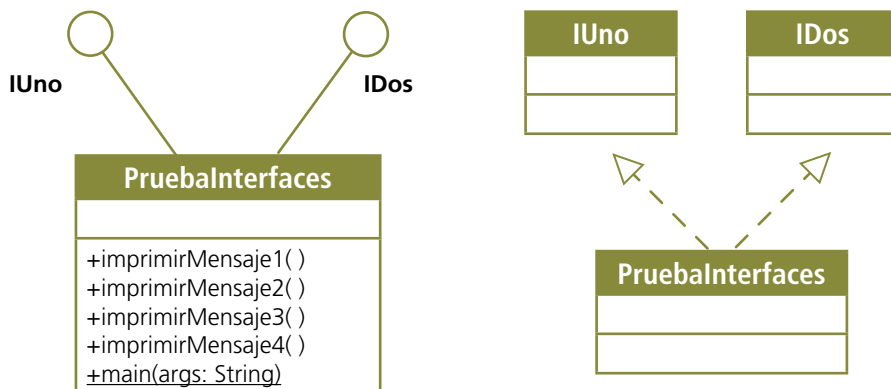 IUno
IDos
PruebaInterfaces
+imprimirMensaje1( )
+imprimirMensaje2( )
+imprimirMensaje3( )
+imprimirMensaje4( )
+main(args: String)
IUno
IDos
PruebaInterfaces